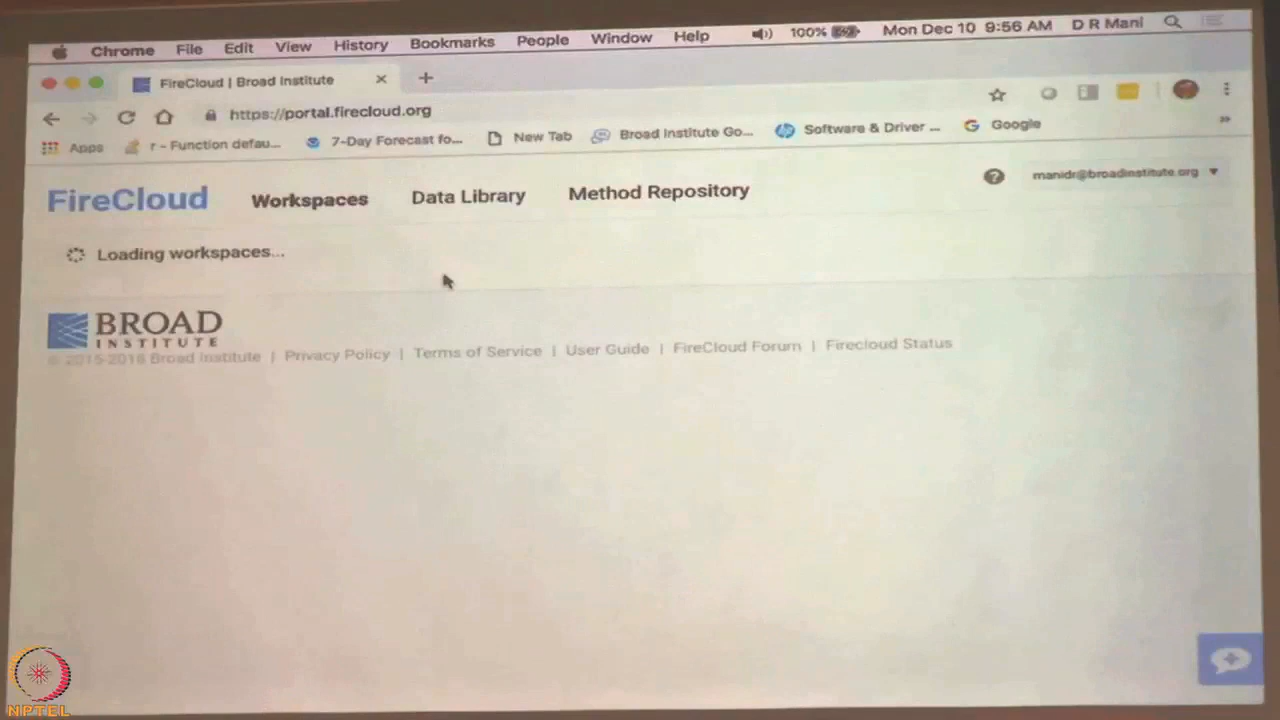 Chrome File Edit View History Bookmarks People Window Help 100% Mon Dec 10 9:56 AM D R Mani
FireCloud | Broad Institute
https://portal.firecloud.org
Apps r - Function defau... 7-Day Forecast fo... New Tab Broad Institute Go... Software & Driver ... Google
FireCloud Workspaces Data Library Method Repository manidr@broadinstitute.org
Loading workspaces...
BROAD
INSTITUTE
© 2015-2018 Broad Institute | Privacy Policy | Terms of Service | User Guide | FireCloud Forum | Firecloud Status
NPTEL